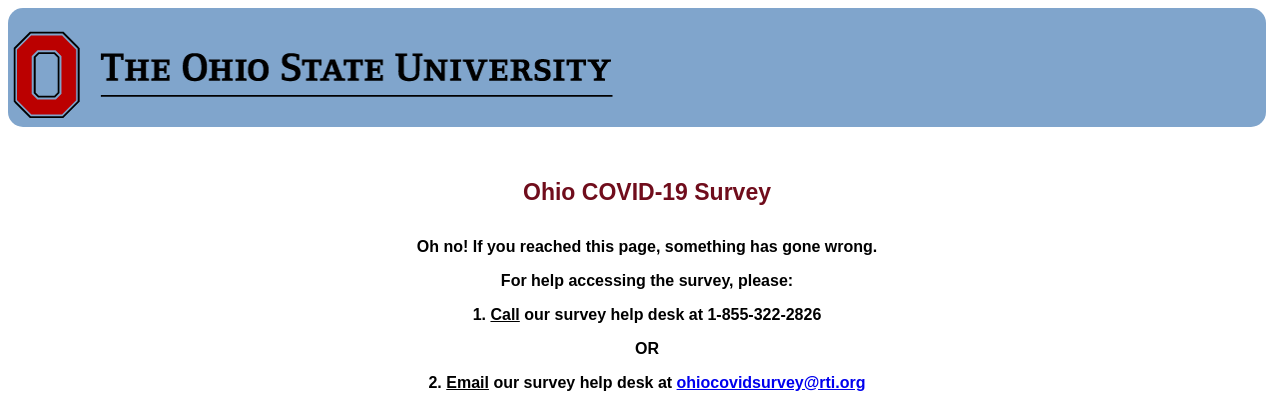 The Ohio State University
Ohio COVID-19 Survey
Oh no! If you reached this page, something has gone wrong.
For help accessing the survey, please:
1. Call our survey help desk at 1-855-322-2826
OR
2. Email our survey help desk at ohiocovidsurvey@rti.org